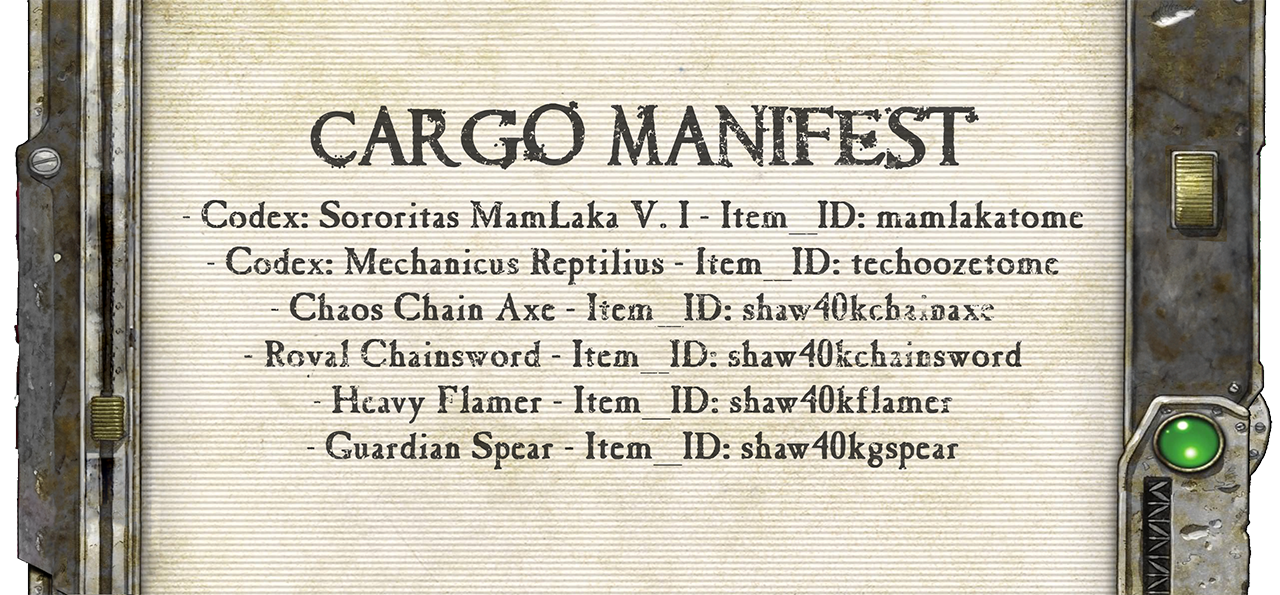 CARGO MANIFEST
- Codex: Sororitas MamLaka V. I - Item_ID: mamlakatome
- Codex: Mechanicus Reptilius - Item_ID: techoozetome
- Chaos Chain Axe - Item_ID: shaw40kchainaxe
- Royal Chainsword - Item_ID: shaw40kchainsword
- Heavy Flamer - Item_ID: shaw40kflamer
- Guardian Spear - Item_ID: shaw40kgspear